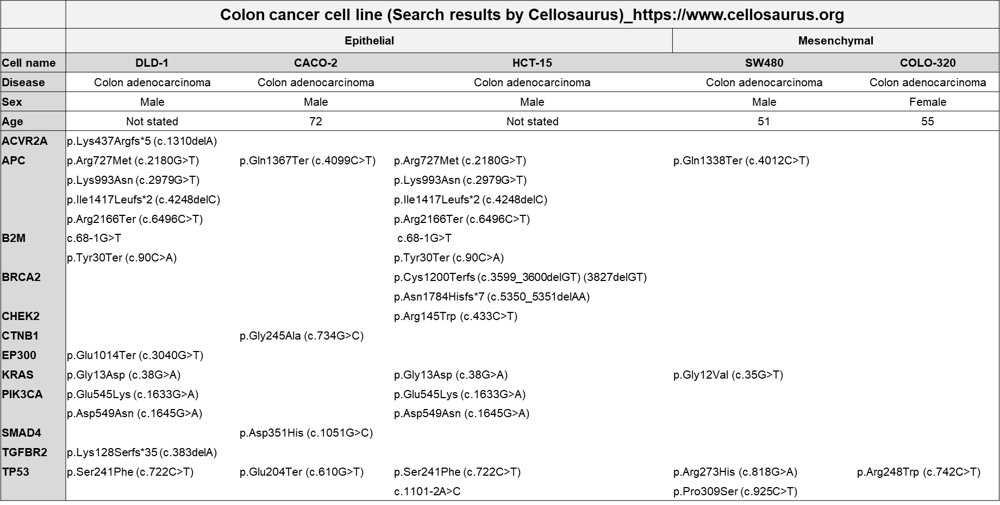 Colon cancer cell line (Search results by Cellosaurus)_https://www.cellosaurus.org
Epithelial Mesenchymal
Cell name DLD-1 CACO-2 HCT-15 SW480 COLO-320
Disease Colon adenocarcinoma Colon adenocarcinoma Colon adenocarcinoma Colon adenocarcinoma Colon adenocarcinoma
Sex Male Male Male Male Female
Age Not stated 72 Not stated 51 55
ACVR2A p.Lys437Argfs*5 (c.1310delA)
APC p.Arg727Met (c.2180G>T) p.Gln1367Ter (c.4099C>T) p.Arg727Met (c.2180G>T) p.Gln1338Ter (c.4012C>T)
p.Lys993Asn (c.2979G>T) p.Lys993Asn (c.2979G>T)
p.Ile1417Leufs*2 (c.4248delC) p.Ile1417Leufs*2 (c.4248delC)
p.Arg2166Ter (c.6496C>T) p.Arg2166Ter (c.6496C>T)
B2M c.68-1G>T c.68-1G>T
p.Tyr30Ter (c.90C>A) p.Tyr30Ter (c.90C>A)
BRCA2 p.Cys1200Terfs (c.3599_3600delGT) (3827delGT)
p.Asn1784Hisfs*7 (c.5350_5351delAA)
CHEK2 p.Arg145Trp (c.433C>T)
CTNB1 p.Gly245Ala (c.734G>C)
EP300 p.Glu1014Ter (c.3040G>T)
KRAS p.Gly13Asp (c.38G>A) p.Gly13Asp (c.38G>A) p.Gly12Val (c.35G>T)
PIK3CA p.Glu545Lys (c.1633G>A) p.Glu545Lys (c.1633G>A)
p.Asp549Asn (c.1645G>A) p.Asp549Asn (c.1645G>A)
SMAD4 p.Asp351His (c.1051G>C)
TGFBR2 p.Lys128Serfs*35 (c.383delA)
TP53 p.Ser241Phe (c.722C>T) p.Glu204Ter (c.610G>T) p.Ser241Phe (c.722C>T) p.Arg273His (c.818G>A) p.Arg248Trp (c.742C>T)
c.1101-2A>C p.Pro309Ser (c.925C>T)